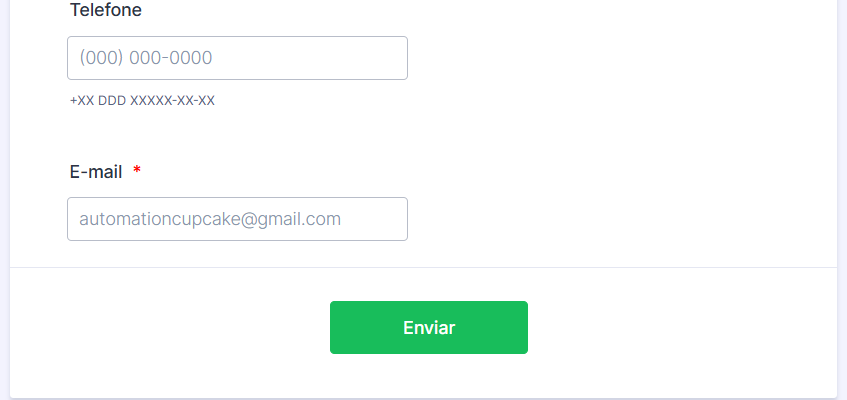 Telefone
(000) 000-0000
+XX DDD XXXXX-XX-XX
E-mail *
automationcupcake@gmail.com
Enviar